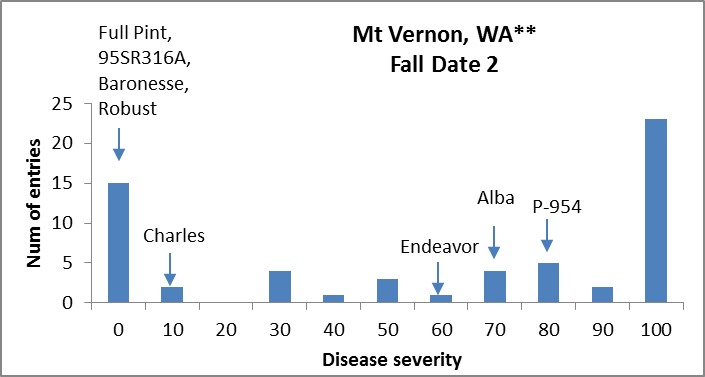 Full Pint,
95SR316A,
Baronesse,
Robust
Mt Vernon, WA**
Fall Date 2
Charles
Endeavor
Alba
P-954
Num of entries
25
20
15
10
5
0
0 10 20 30 40 50 60 70 80 90 100
Disease severity